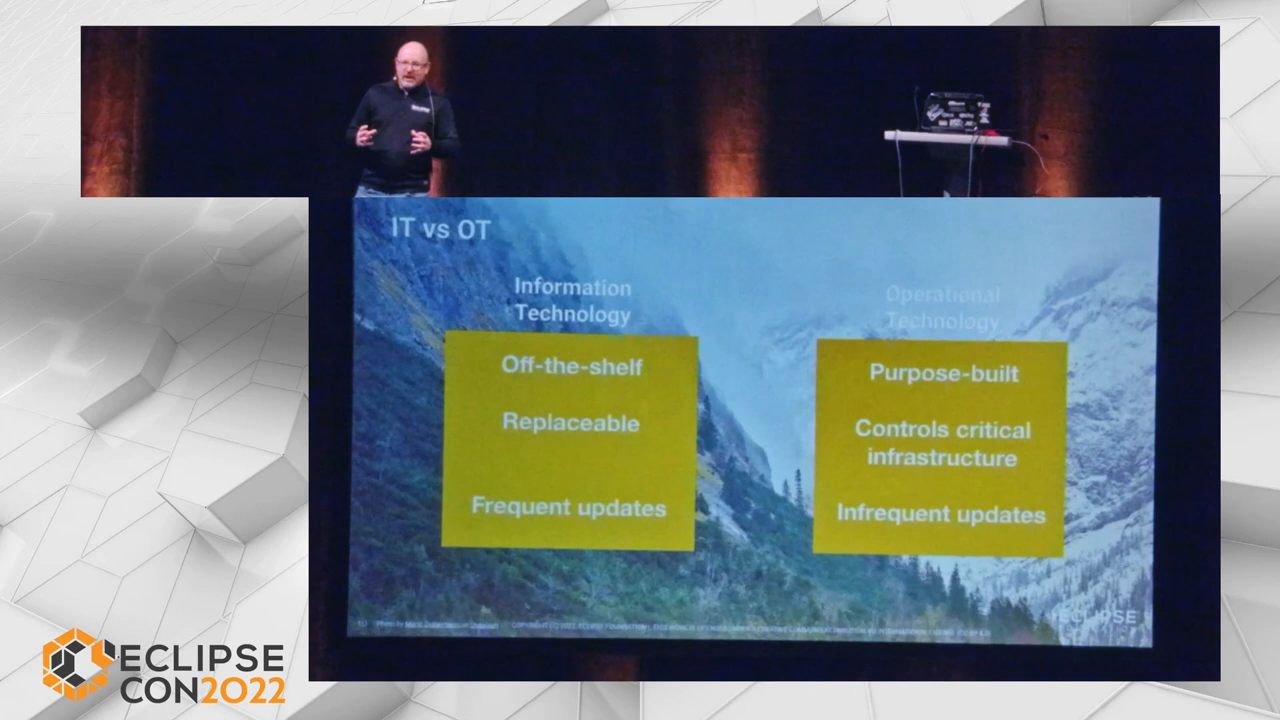 IT vs OT
Information
Technology
Off-the-shelf
Replaceable
Frequent updates
Operational
Technology
Purpose-built
Controls critical
infrastructure
Infrequent updates
ECLIPSE
ECLIPSE
CON2022